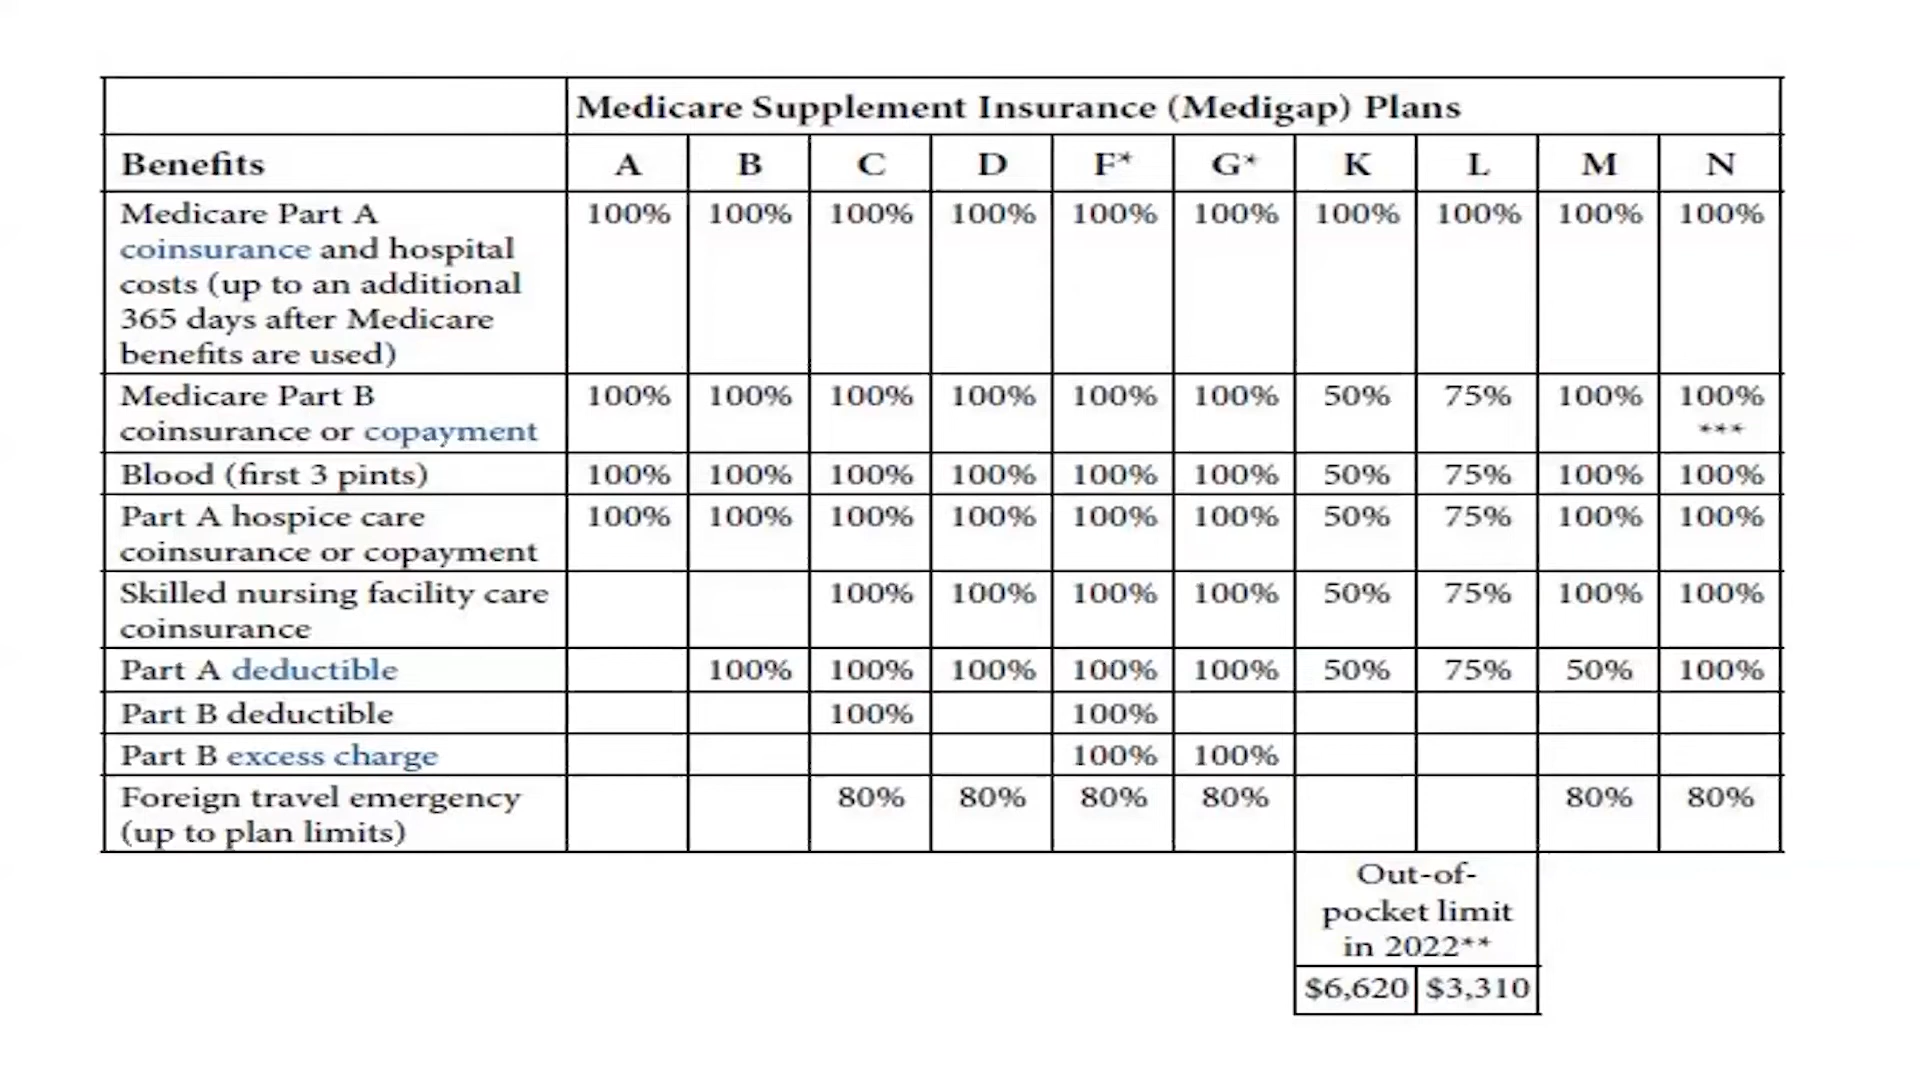 Medicare Supplement Insurance (Medigap) Plans
Benefits A B C D F* G* K L M N
Medicare Part A 100% 100% 100% 100% 100% 100% 100% 100% 100% 100%
coinsurance and hospital
costs (up to an additional
365 days after Medicare
benefits are used)
Medicare Part B 100% 100% 100% 100% 100% 100% 50% 75% 100% 100%
coinsurance or copayment ***
Blood (first 3 pints) 100% 100% 100% 100% 100% 100% 50% 75% 100% 100%
Part A hospice care 100% 100% 100% 100% 100% 100% 50% 75% 100% 100%
coinsurance or copayment
Skilled nursing facility care 100% 100% 100% 100% 50% 75% 100% 100%
coinsurance
Part A deductible 100% 100% 100% 100% 100% 50% 75% 50% 100%
Part B deductible 100% 100%
Part B excess charge 100% 100%
Foreign travel emergency 80% 80% 80% 80% 80% 80%
(up to plan limits)
Out-of-
pocket limit
in 2022**
$6,620 $3,310